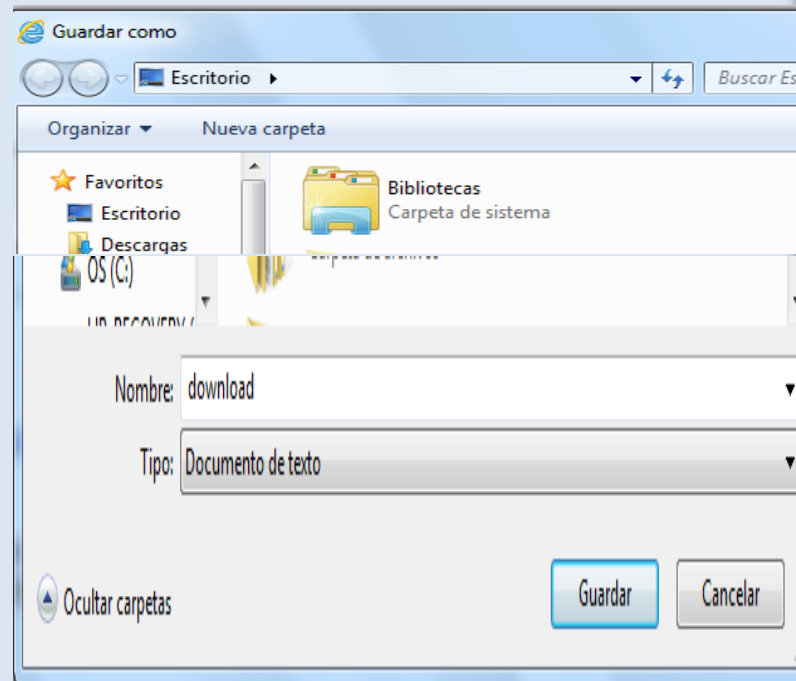 Guardar como
Escritorio
Buscar Es
Organizar
Nueva carpeta
Favoritos
Escritorio
Descargas
Bibliotecas
Carpeta de sistema
OS (C:)
Nombre: download
Tipo: Documento de texto
Ocultar carpetas
Guardar
Cancelar